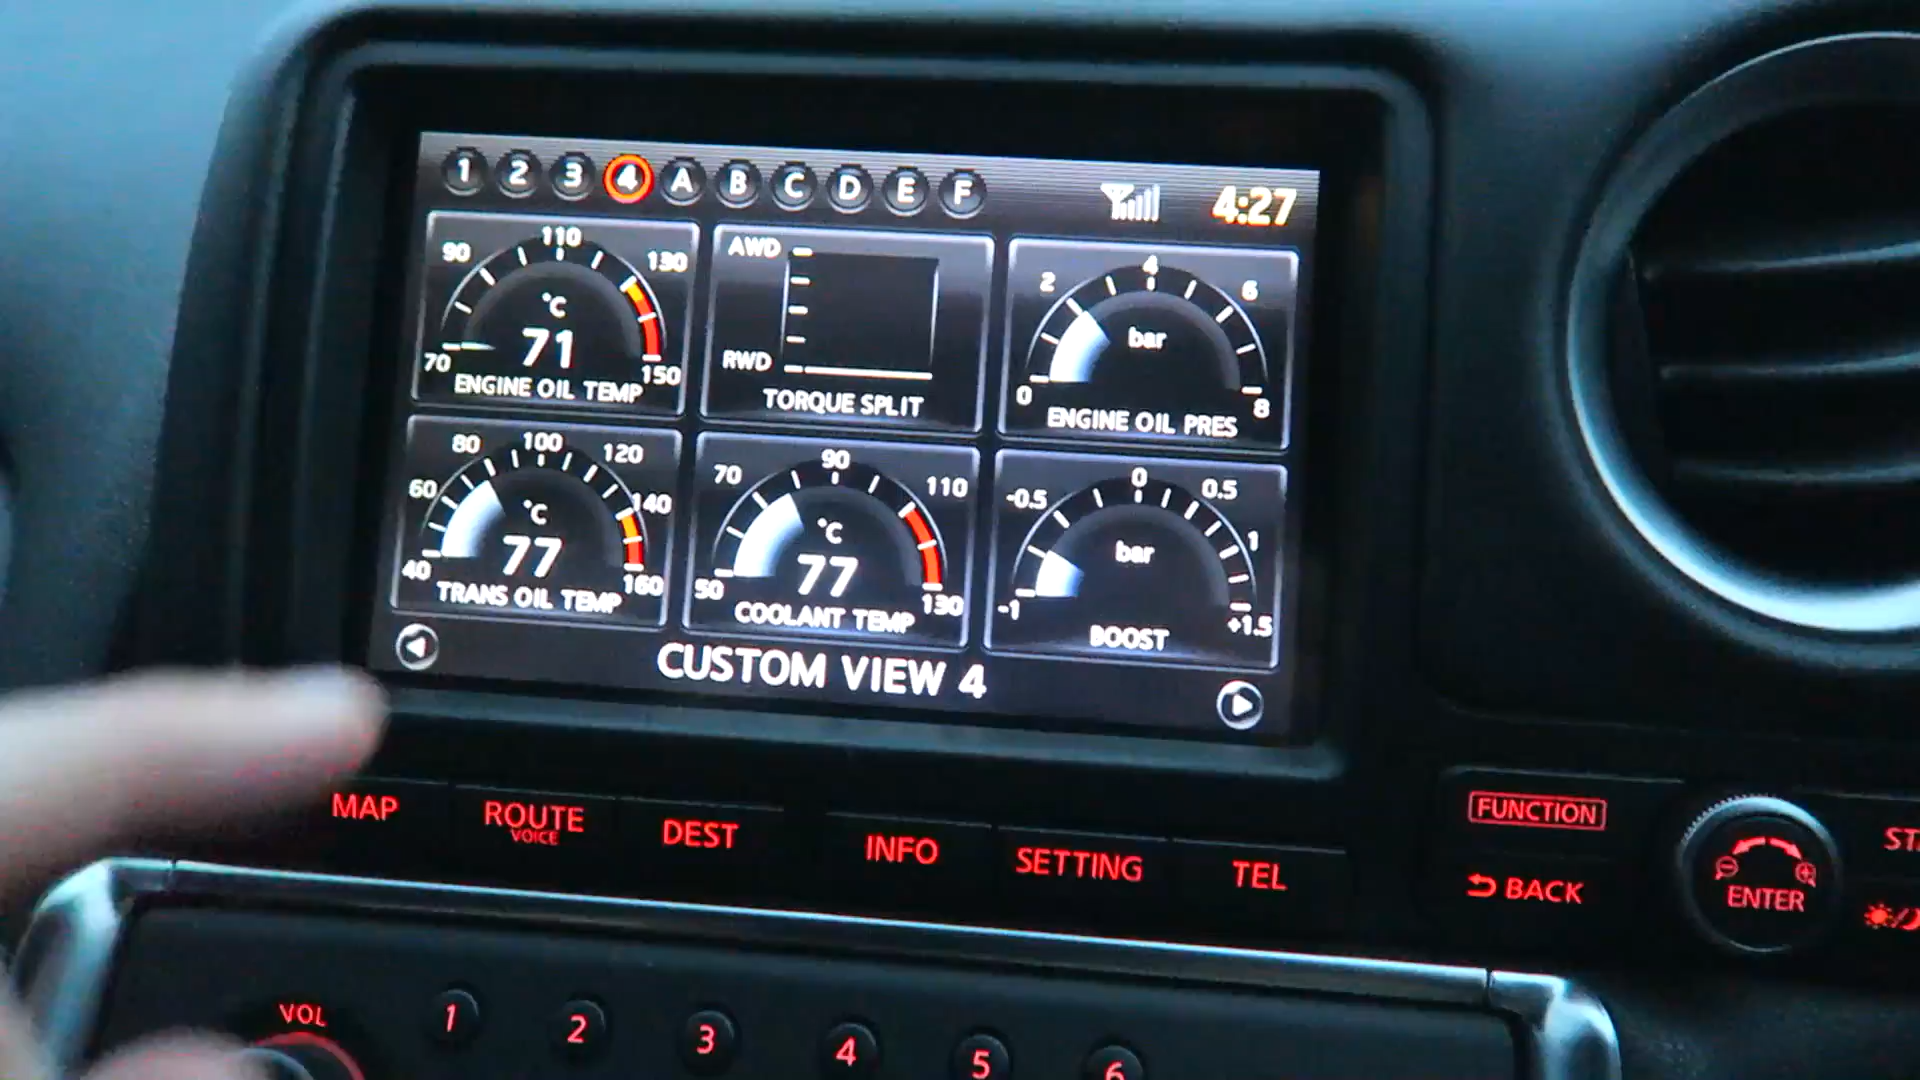 1 2 3 4 A B C D E F 4:27
90 110 130
°C
71
70 150
ENGINE OIL TEMP
AWD
RWD
TORQUE SPLIT
2 4 6
bar
0 8
ENGINE OIL PRES
60 80 100 120 140
°C
77
40 160
TRANS OIL TEMP
70 90 110
°C
77
50 130
COOLANT TEMP
-0.5 0 0.5 1
bar
-1 +1.5
BOOST
CUSTOM VIEW 4
MAP
ROUTE
VOICE
DEST
INFO
SETTING
TEL
FUNCTION
BACK
ENTER
VOL
1 2 3 4 5 6